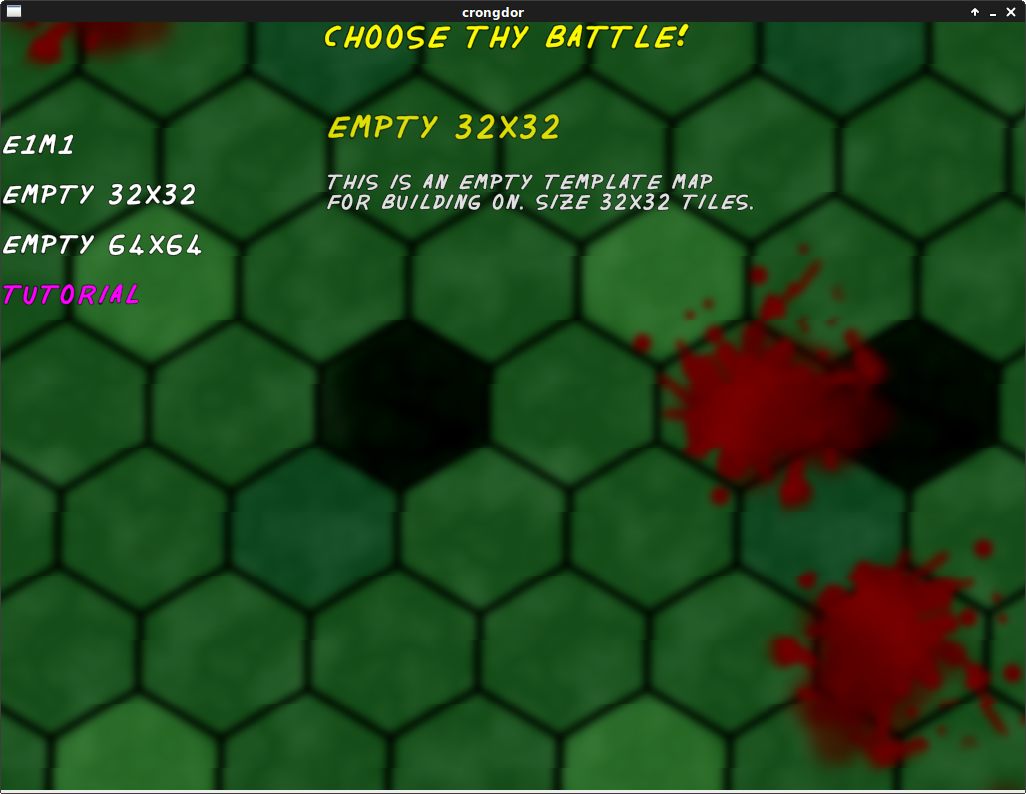 crongdor
CHOOSE THY BATTLE!
E1M1
EMPTY 32X32
EMPTY 64X64
TUTORIAL
EMPTY 32X32
THIS IS AN EMPTY TEMPLATE MAP
FOR BUILDING ON. SIZE 32X32 TILES.